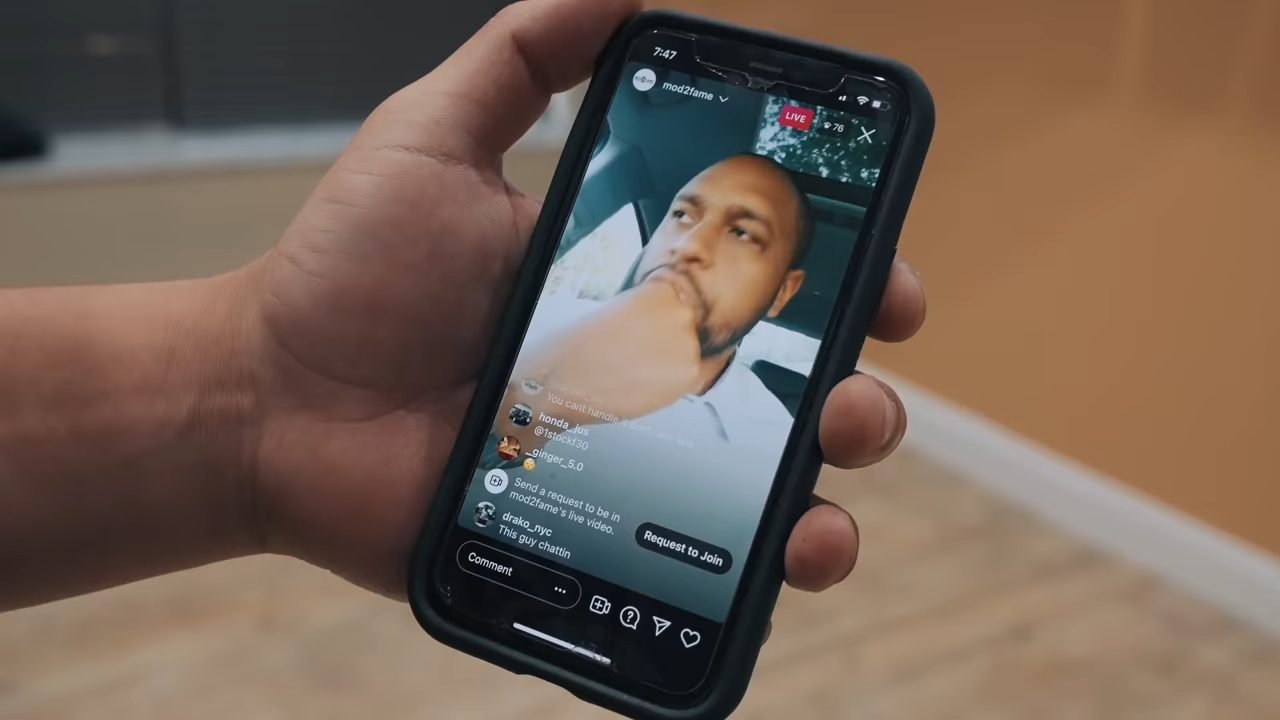 7:47
mod2fame
LIVE
76
You cant handle it
honda_jus
@1stockf30
_ginger_5.0
Send a request to be in
mod2fame's live video.
Request to Join
drako_nyc
This guy chattin
Comment